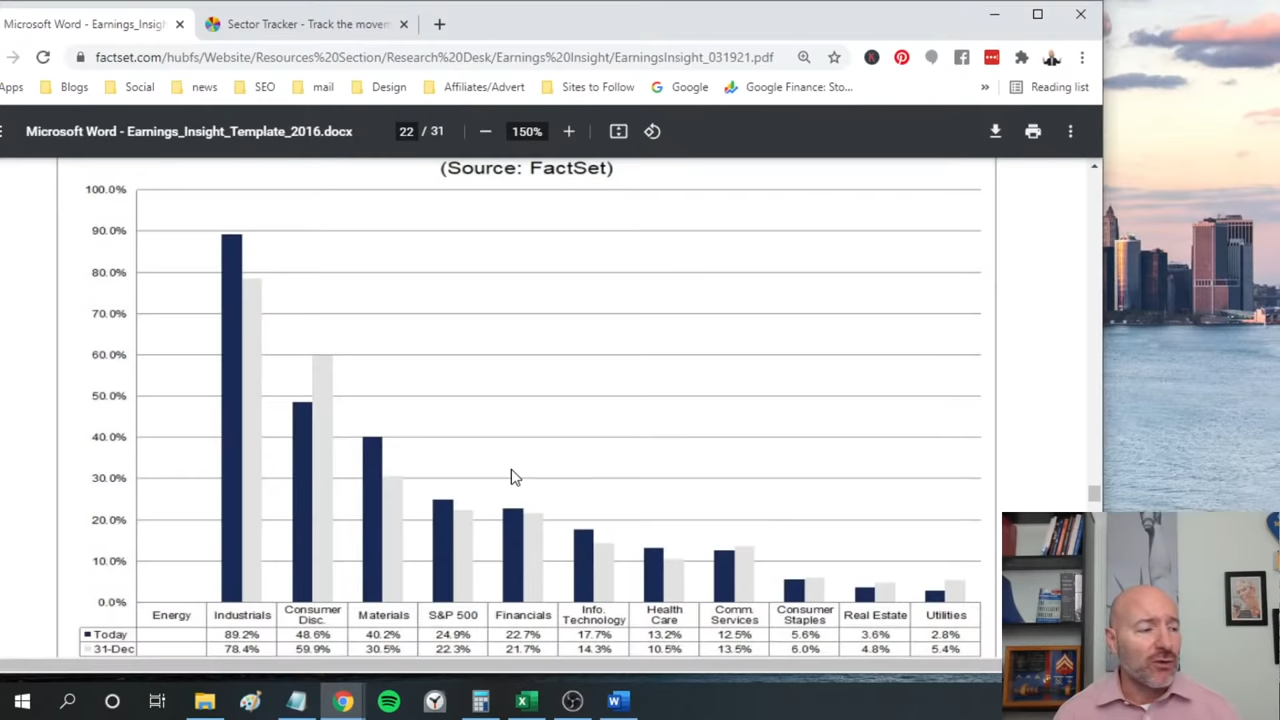 Microsoft Word - Earnings_Insigh
Sector Tracker - Track the movem
factset.com/hubfs/Website/Resources%20Section/Research%20Desk/Earnings%20Insight/EarningsInsight_031921.pdf
Apps Blogs Social news SEO mail Design Affiliates/Advert Sites to Follow Google Google Finance: Sto... » Reading list
Microsoft Word - Earnings_Insight_Template_2016.docx 22 / 31 150%
(Source: FactSet)
100.0%
90.0%
80.0%
70.0%
60.0%
50.0%
40.0%
30.0%
20.0%
10.0%
0.0%
Energy Industrials Consumer Disc. Materials S&P 500 Financials Info. Technology Health Care Comm. Services Consumer Staples Real Estate Utilities
Today 89.2% 48.6% 40.2% 24.9% 22.7% 17.7% 13.2% 12.5% 5.6% 3.6% 2.8%
31-Dec 78.4% 59.9% 30.5% 22.3% 21.7% 14.3% 10.5% 13.5% 6.0% 4.8% 5.4%